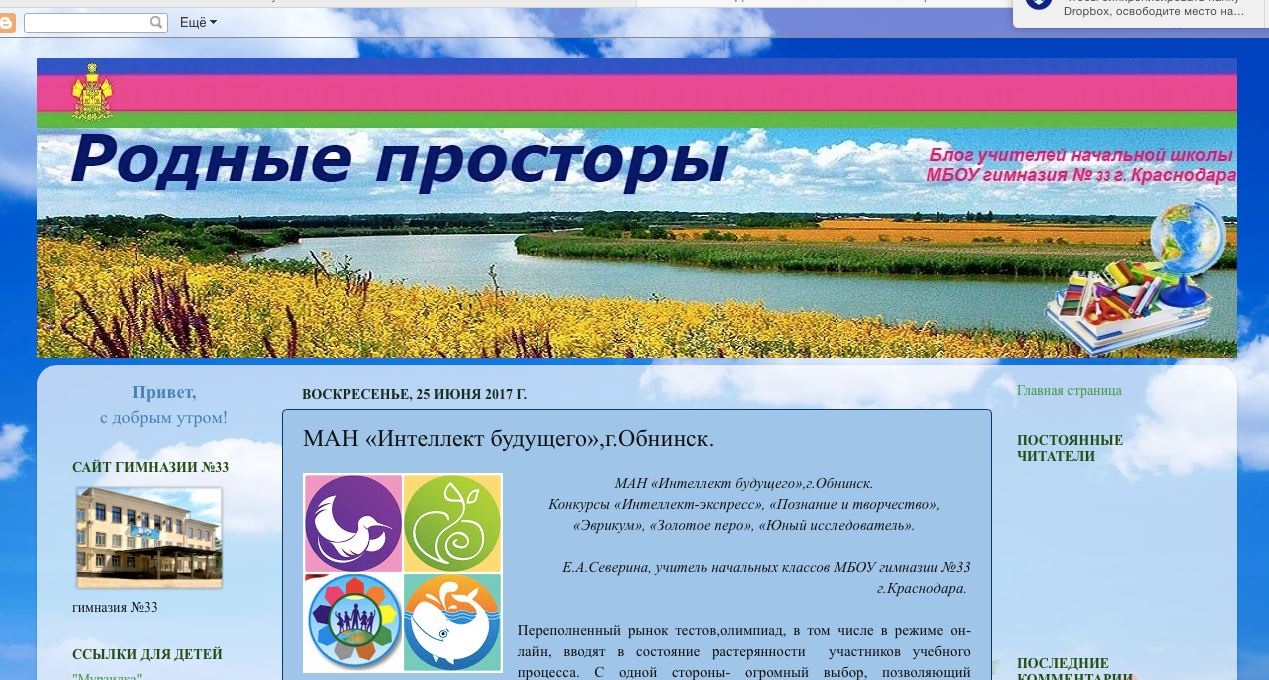 Ещё
Dropbox, освободите место на…
Родные просторы
Блог учителей начальной школы
МБОУ гимназия № 33 г. Краснодара
Привет,
с добрым утром!
САЙТ ГИМНАЗИИ №33
гимназия №33
ССЫЛКИ ДЛЯ ДЕТЕЙ
"Мурзилка"
ВОСКРЕСЕНЬЕ, 25 ИЮНЯ 2017 Г.
МАН «Интеллект будущего»,г.Обнинск.
МАН «Интеллект будущего»,г.Обнинск.
Конкурсы «Интеллект-экспресс», «Познание и творчество»,
«Эврикум», «Золотое перо», «Юный исследователь».
Е.А.Северина, учитель начальных классов МБОУ гимназии №33
г.Краснодара.
Переполненный рынок тестов,олимпиад, в том числе в режиме он-
лайн, вводят в состояние растерянности участников учебного
процесса. С одной стороны- огромный выбор, позволяющий
Главная страница
ПОСТОЯННЫЕ
ЧИТАТЕЛИ
ПОСЛЕДНИЕ
КОММЕНТАРИИ